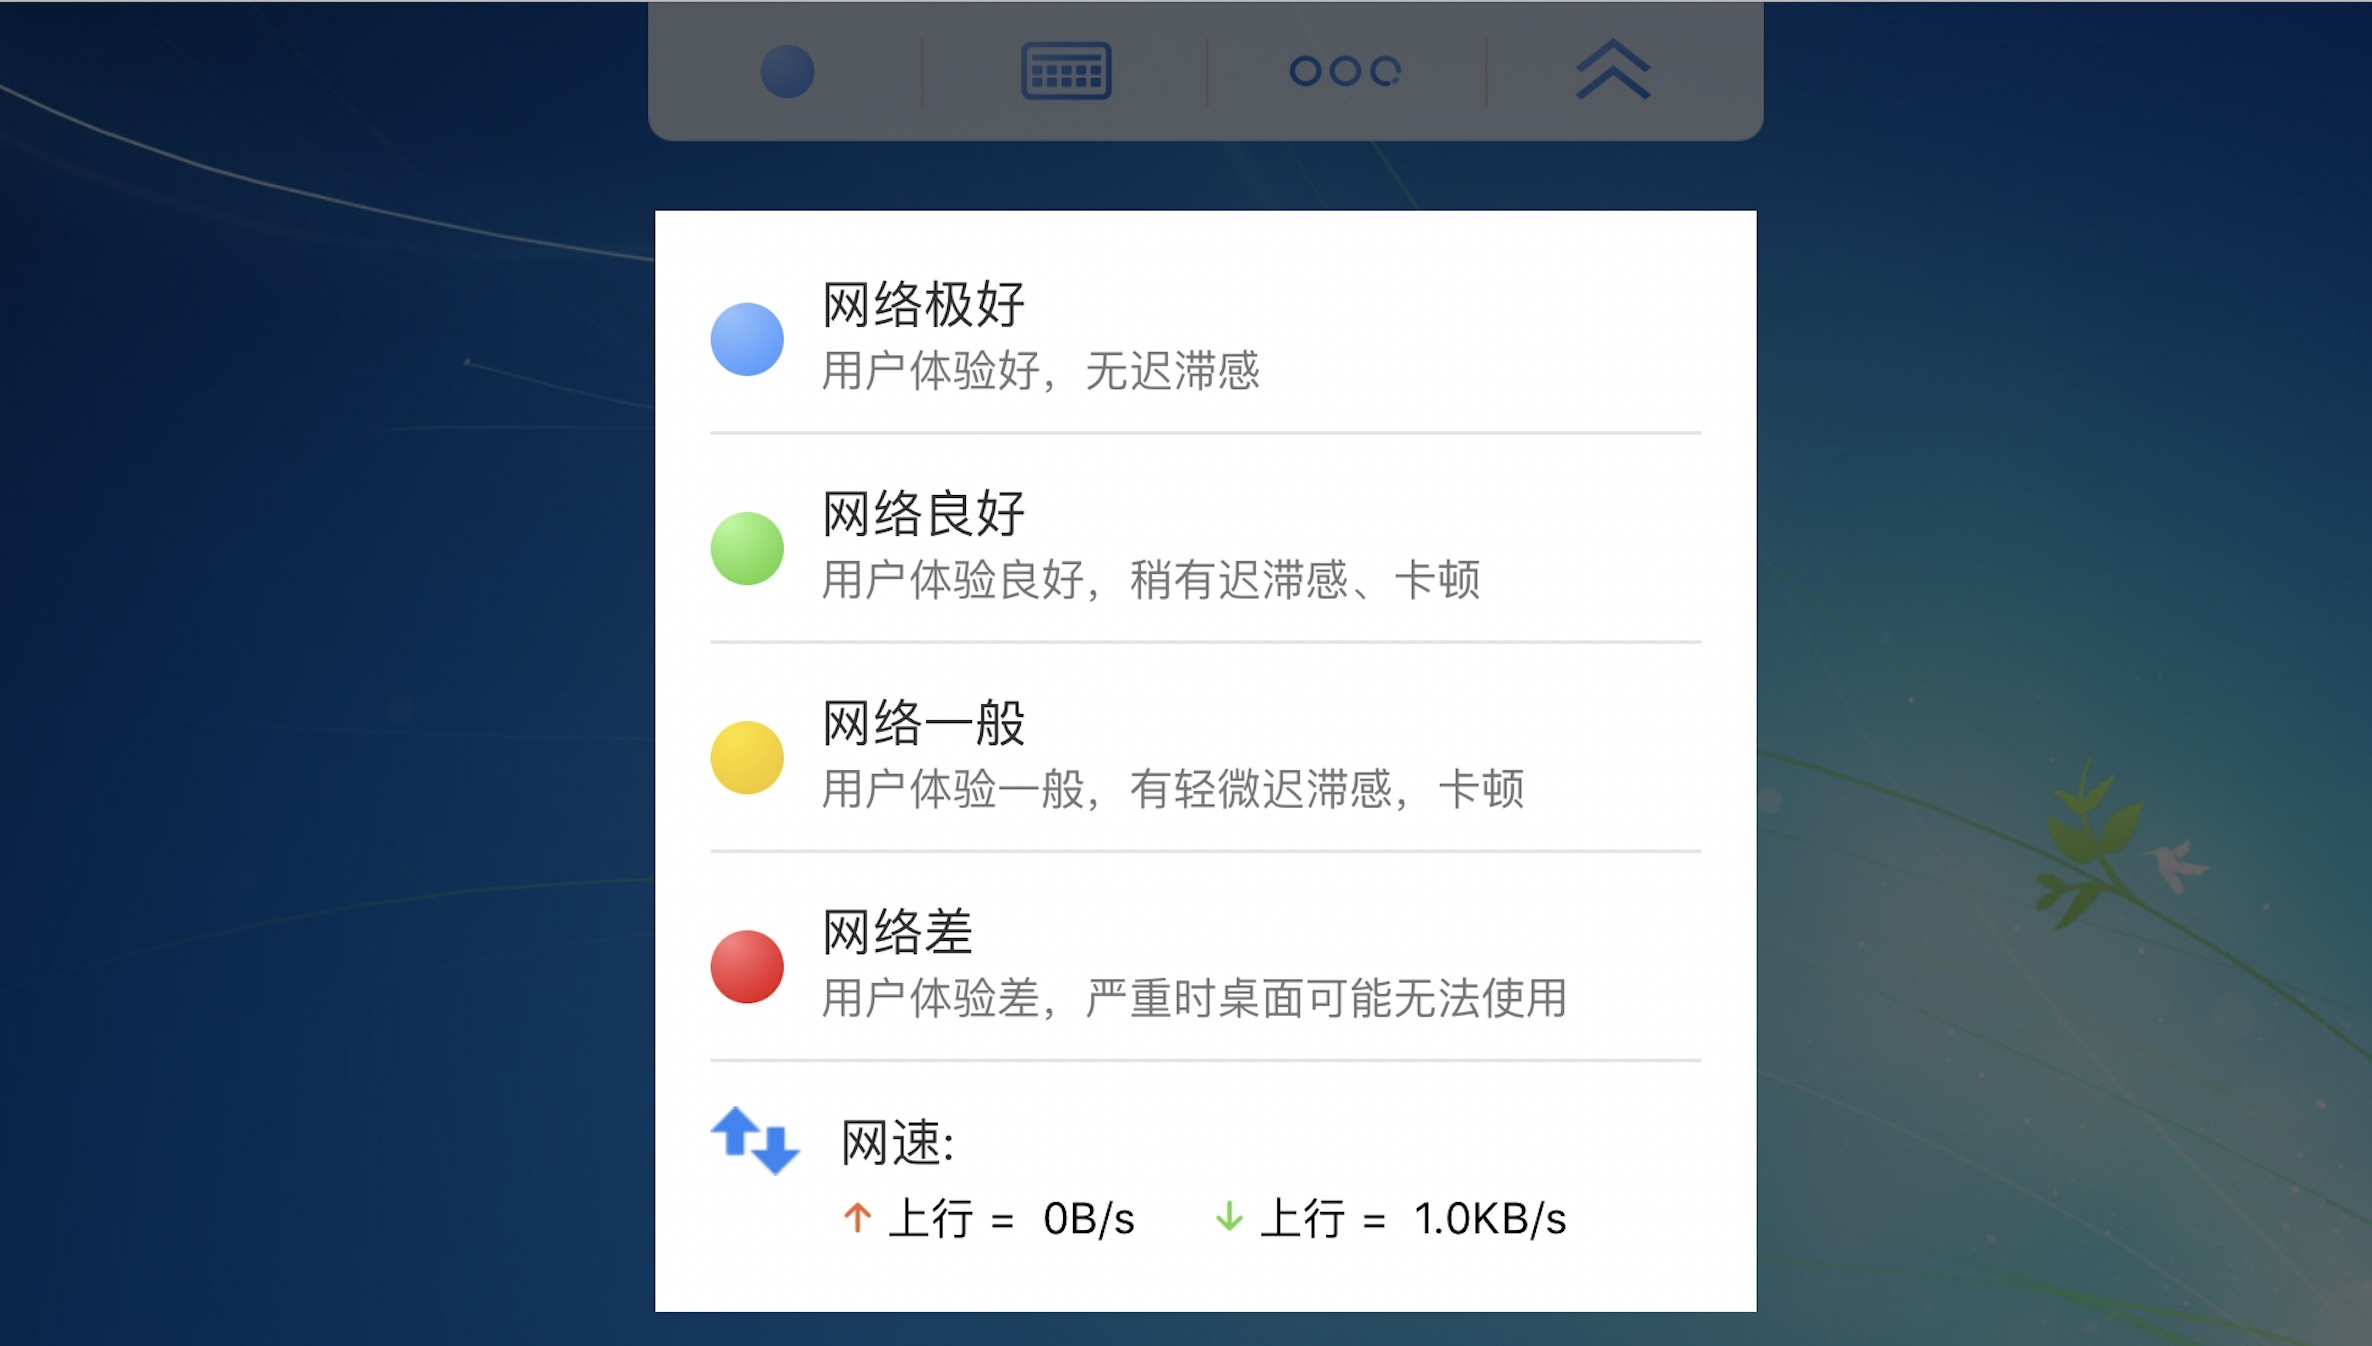 网络极好
用户体验好，无迟滞感
网络良好
用户体验良好，稍有迟滞感、卡顿
网络一般
用户体验一般，有轻微迟滞感，卡顿
网络差
用户体验差，严重时桌面可能无法使用
网速:
上行 = 0B/s 上行 = 1.0KB/s